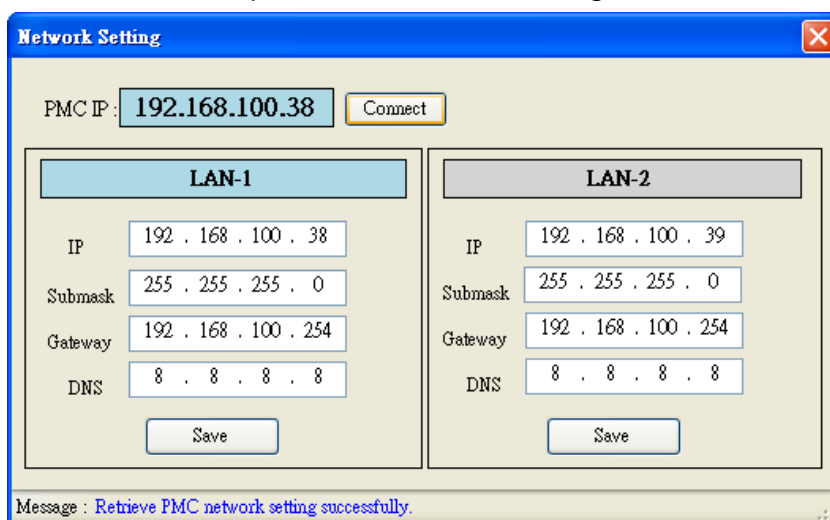 Network Setting
PMC IP : 192.168.100.38 Connect
LAN-1
IP 192 . 168 . 100 . 38
Submask 255 . 255 . 255 . 0
Gateway 192 . 168 . 100 . 254
DNS 8 . 8 . 8 . 8
Save
LAN-2
IP 192 . 168 . 100 . 39
Submask 255 . 255 . 255 . 0
Gateway 192 . 168 . 100 . 254
DNS 8 . 8 . 8 . 8
Save
Message : Retrieve PMC network setting successfully.